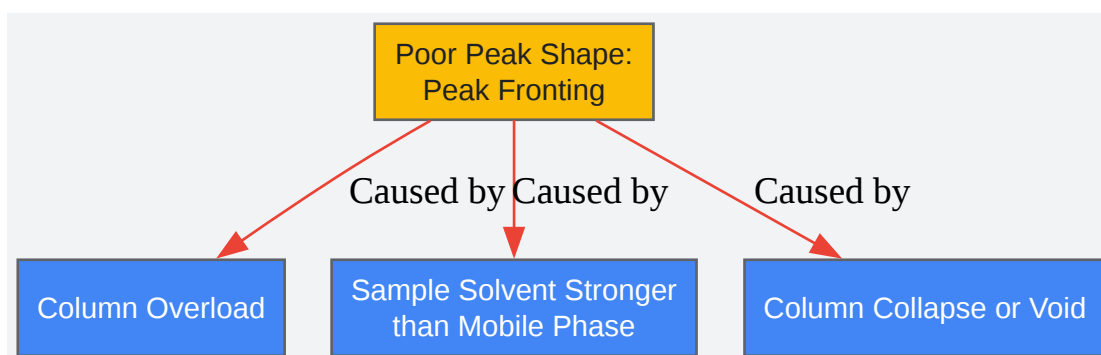 Poor Peak Shape:
Peak Fronting
Caused by
Caused by
Caused by
Column Overload
Sample Solvent Stronger
than Mobile Phase
Column Collapse or Void